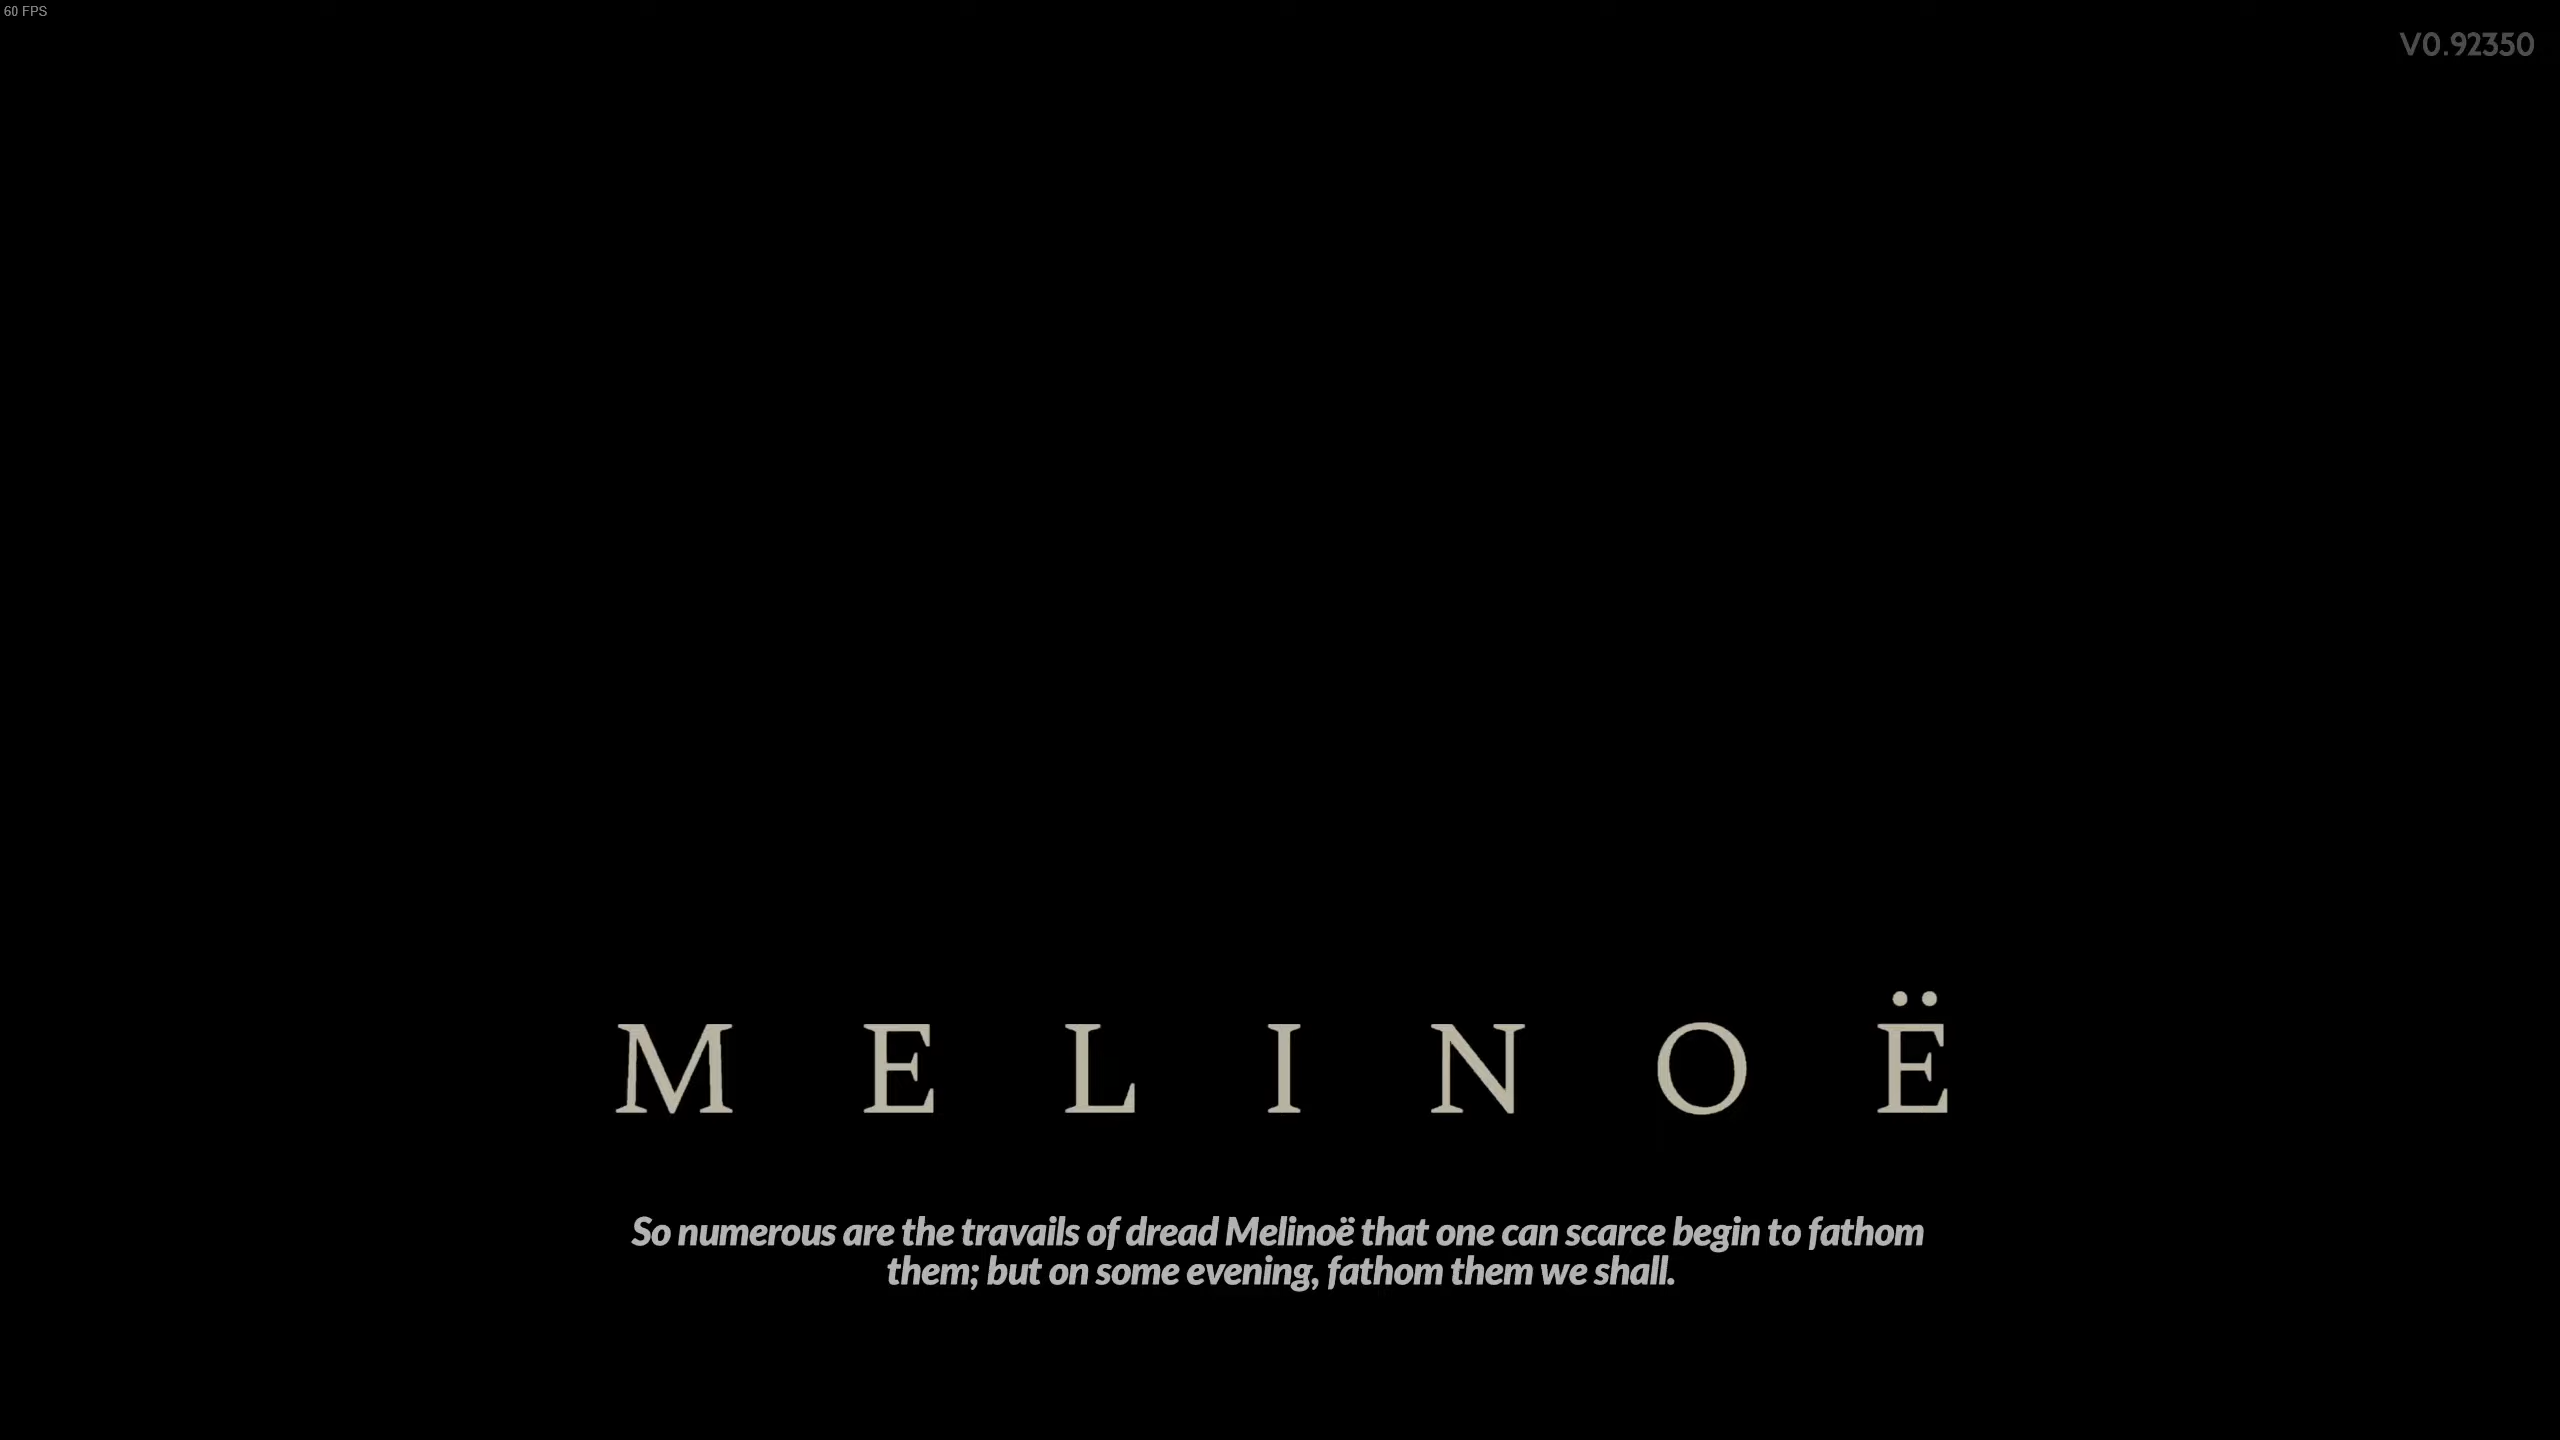 60 FPS
V0.92350
MELINOË
So numerous are the travails of dread Melinoë that one can scarce begin to fathom
them; but on some evening, fathom them we shall.